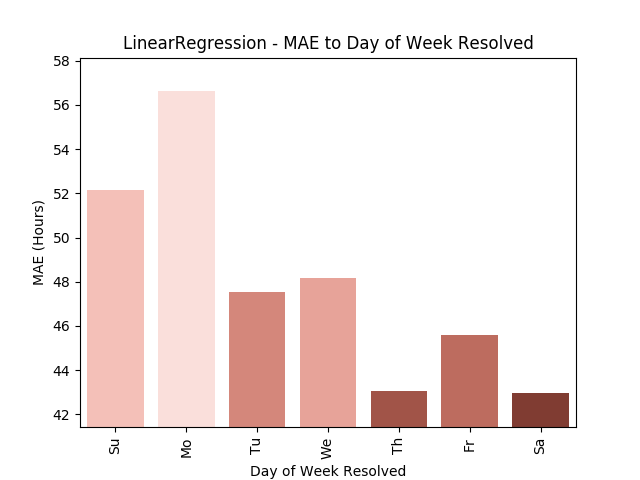 LinearRegression - MAE to Day of Week Resolved
58
56
54
52
50
48
46
44
42
MAE (Hours)
Su
Mo
Tu
We
Th
Fr
Sa
Day of Week Resolved